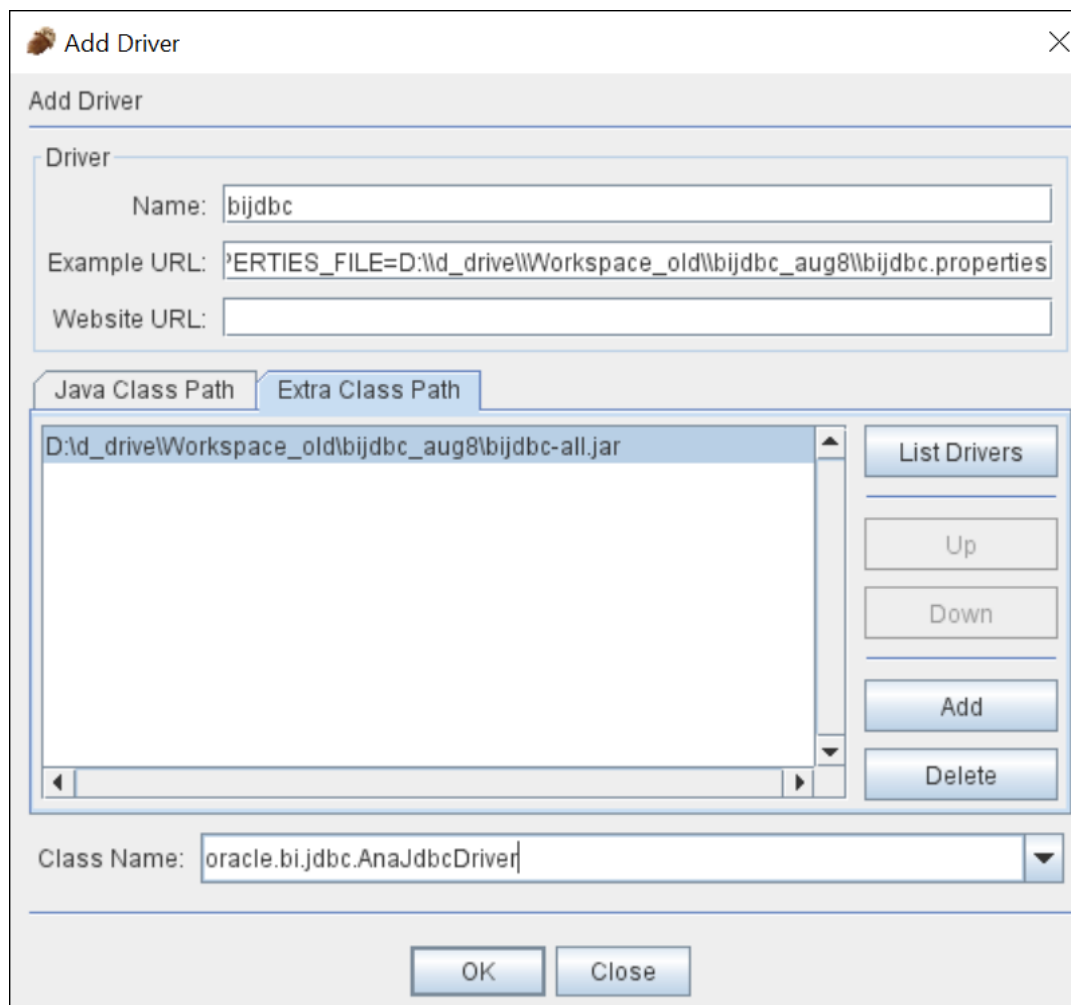 Add Driver
Add Driver
Driver
Name: bijdbc
Example URL: PERTIES_FILE=D:\\d_drive\\Workspace_old\\bijdbc_aug8\\bijdbc.properties
Website URL:
Java Class Path Extra Class Path
D:\d_drive\Workspace_old\bijdbc_aug8\bijdbc-all.jar
List Drivers
Up
Down
Add
Delete
Class Name: oracle.bi.jdbc.AnaJdbcDriver
OK Close